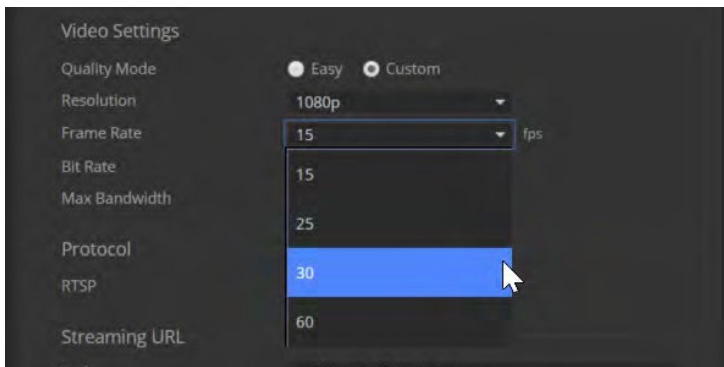 Video Settings
Quality Mode Easy Custom
Resolution 1080p
Frame Rate 15 fps
Bit Rate 15
Max Bandwidth
25
Protocol
30
RTSP
60
Streaming URL